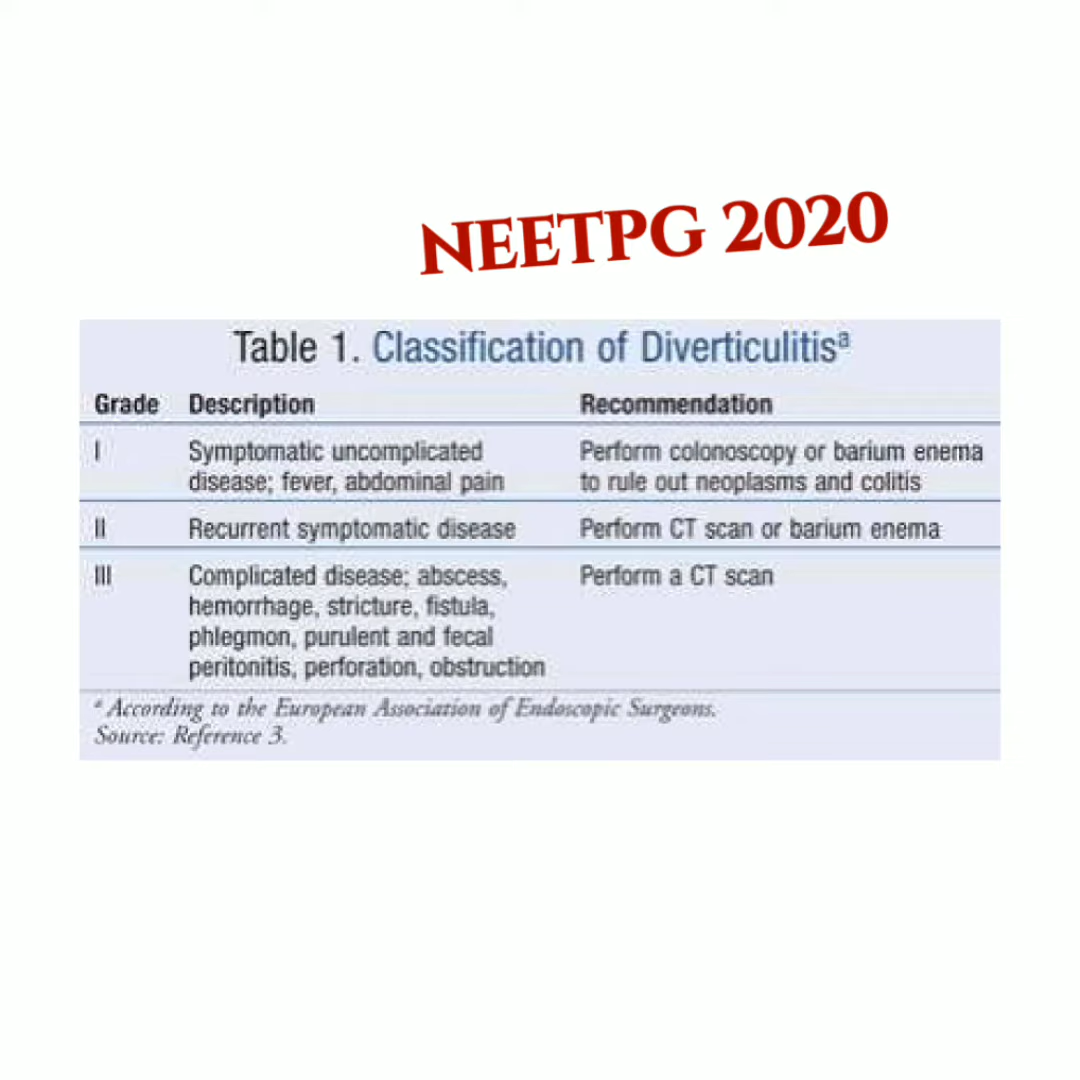 NEETPG 2020
Table 1. Classification of Diverticulitisᵃ
Grade Description Recommendation
I Symptomatic uncomplicated Perform colonoscopy or barium enema
disease; fever, abdominal pain to rule out neoplasms and colitis
II Recurrent symptomatic disease Perform CT scan or barium enema
III Complicated disease; abscess, Perform a CT scan
hemorrhage, stricture, fistula,
phlegmon, purulent and fecal
peritonitis, perforation, obstruction
ᵃ According to the European Association of Endoscopic Surgeons.
Source: Reference 3.